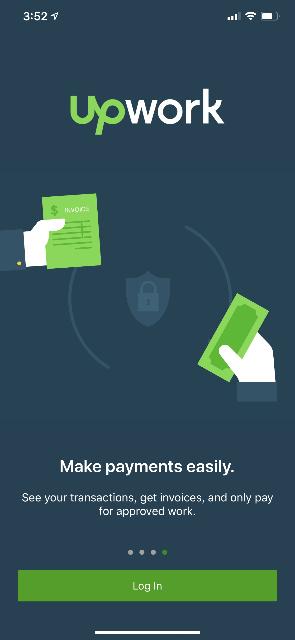 3:52
upwork
$ INVOICE
Make payments easily.
See your transactions, get invoices, and only pay
for approved work.
Log In